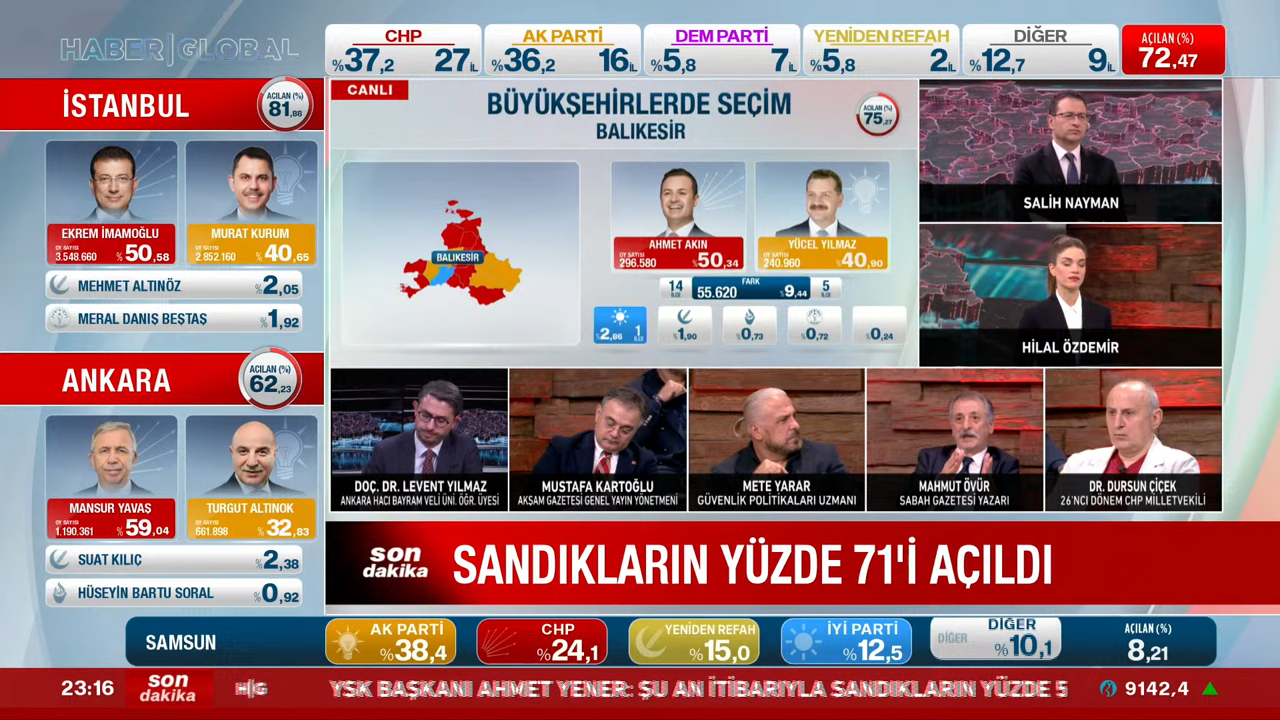 HABER|GLOBAL
CHP
%37,2 27İL
AK PARTİ
%36,2 16İL
DEM PARTİ
%5,8 7İL
YENİDEN REFAH
%5,8 2İL
DİĞER
%12,7 9İL
AÇILAN (%)
72,47
İSTANBUL
AÇILAN (%)
81,88
EKREM İMAMOĞLU
OY SAYISI
3.548.660 %50,58
MURAT KURUM
OY SAYISI
2.852.160 %40,65
MEHMET ALTINÖZ %2,05
MERAL DANIŞ BEŞTAŞ %1,92
ANKARA
AÇILAN (%)
62,23
MANSUR YAVAŞ
OY SAYISI
1.190.361 %59,04
TURGUT ALTINOK
OY SAYISI
661.898 %32,83
SUAT KILIÇ %2,38
HÜSEYİN BARTU SORAL %0,92
CANLI
BÜYÜKŞEHİRLERDE SEÇİM
BALIKESİR
AÇILAN (%)
75,27
BALIKESİR
AHMET AKIN
OY SAYISI
296.580 %50,34
YÜCEL YILMAZ
OY SAYISI
240.960 %40,90
14 İLÇE
FARK
55.620 %9,44
5 İLÇE
%2,86 1 İLÇE
%1,90
%0,73
%0,72
%0,24
SALİH NAYMAN
HİLAL ÖZDEMİR
DOÇ. DR. LEVENT YILMAZ
ANKARA HACI BAYRAM VELİ ÜNİ. ÖĞR. ÜYESİ
MUSTAFA KARTOĞLU
AKŞAM GAZETESİ GENEL YAYIN YÖNETMENİ
METE YARAR
GÜVENLİK POLİTİKALARI UZMANI
MAHMUT ÖVÜR
SABAH GAZETESİ YAZARI
DR. DURSUN ÇİÇEK
26'NCI DÖNEM CHP MİLLETVEKİLİ
son dakika
SANDIKLARIN YÜZDE 71'İ AÇILDI
SAMSUN
AK PARTİ
%38,4
CHP
%24,1
YENİDEN REFAH
%15,0
İYİ PARTİ
%12,5
DİĞER
DİĞER
%10,1
AÇILAN (%)
8,21
23:16
son dakika
H|G
YSK BAŞKANI AHMET YENER: ŞU AN İTİBARIYLA SANDIKLARIN YÜZDE 5
9142,4